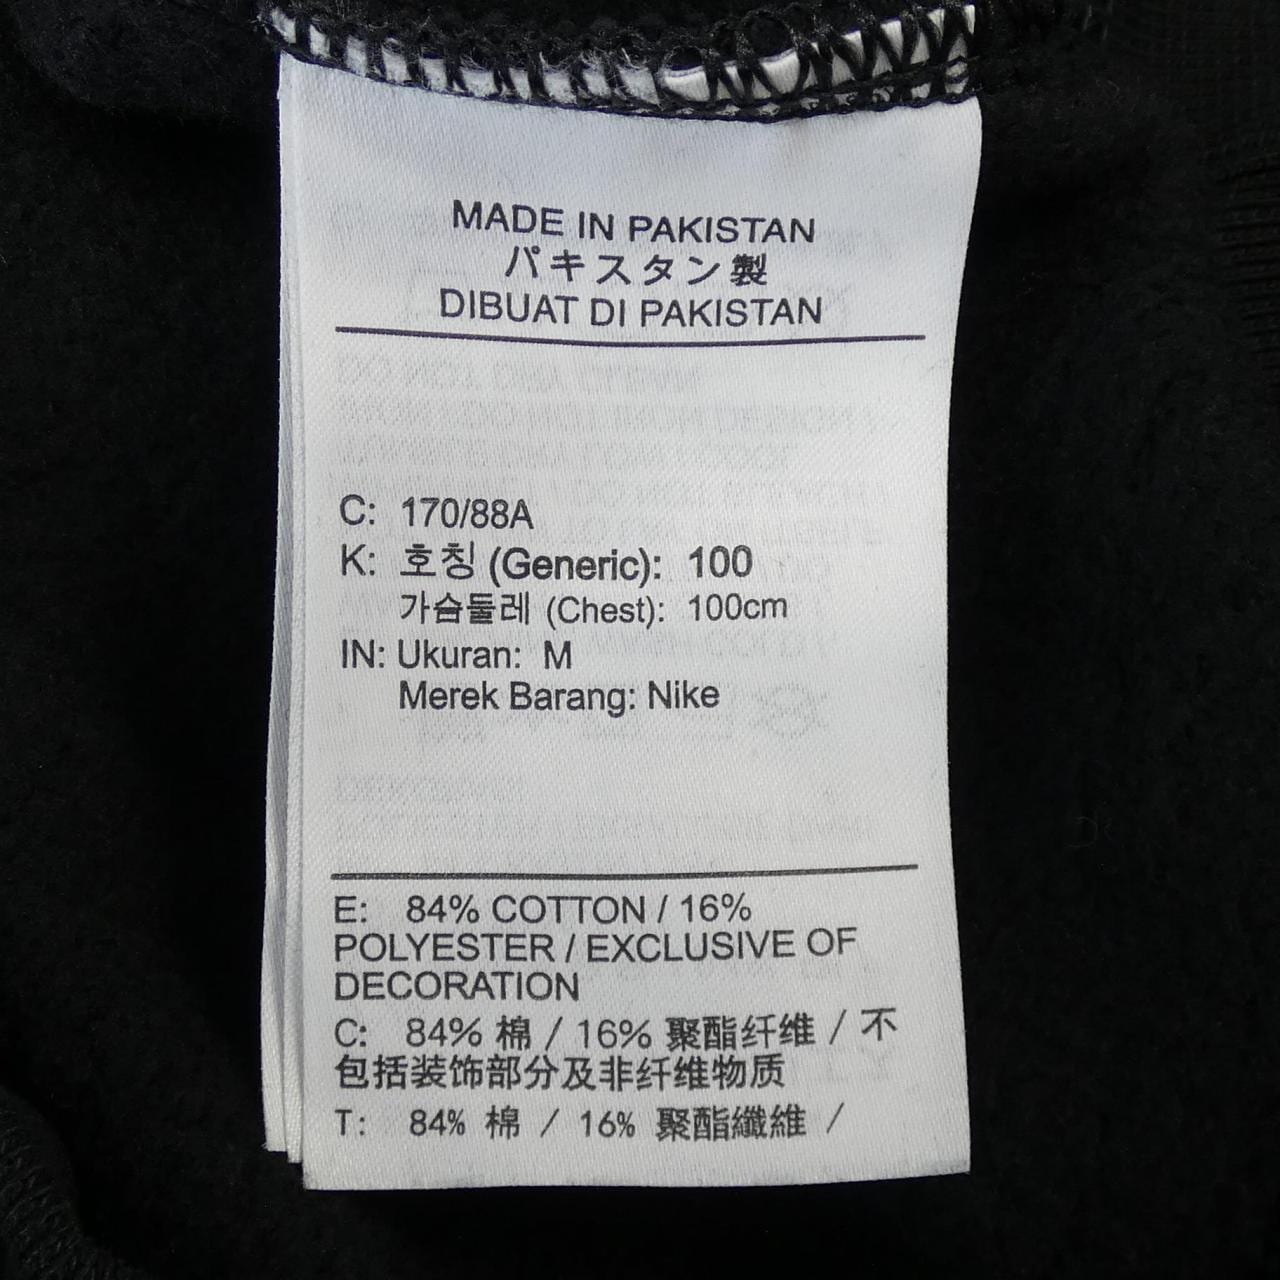 MADE IN PAKISTAN
パキスタン製
DIBUAT DI PAKISTAN
C: 170/88A
K: 호칭 (Generic): 100
가슴둘레 (Chest): 100cm
IN: Ukuran: M
Merek Barang: Nike
E: 84% COTTON / 16%
POLYESTER / EXCLUSIVE OF
DECORATION
C: 84% 棉 / 16% 聚酯纤维 / 不
包括装饰部分及非纤维物质
T: 84% 棉 / 16% 聚酯纖維 /